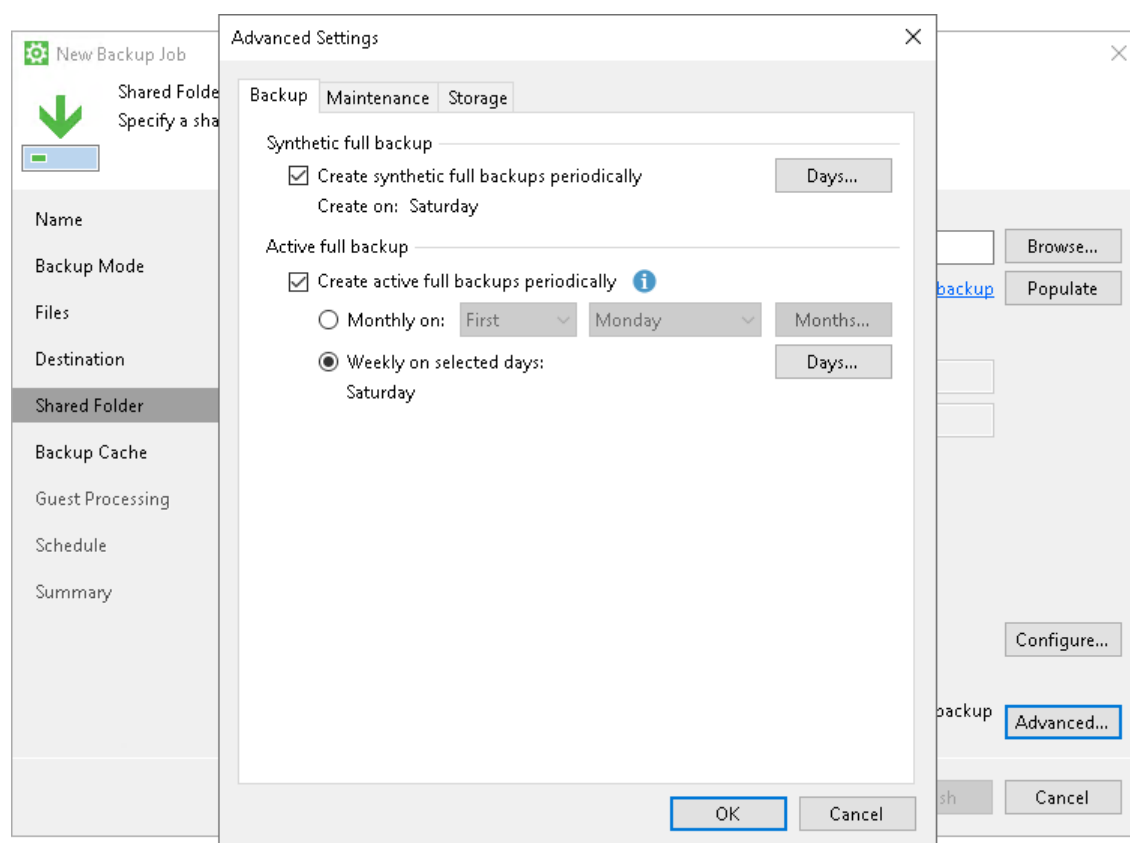 New Backup Job
Shared Folde
Specify a sha
Name
Backup Mode
Files
Destination
Shared Folder
Backup Cache
Guest Processing
Schedule
Summary
Advanced Settings
Backup Maintenance Storage
Synthetic full backup
Create synthetic full backups periodically Days...
Create on: Saturday
Active full backup
Create active full backups periodically
Monthly on: First Monday Months...
Weekly on selected days: Days...
Saturday
OK Cancel
Browse...
backup Populate
Configure...
backup Advanced...
sh Cancel